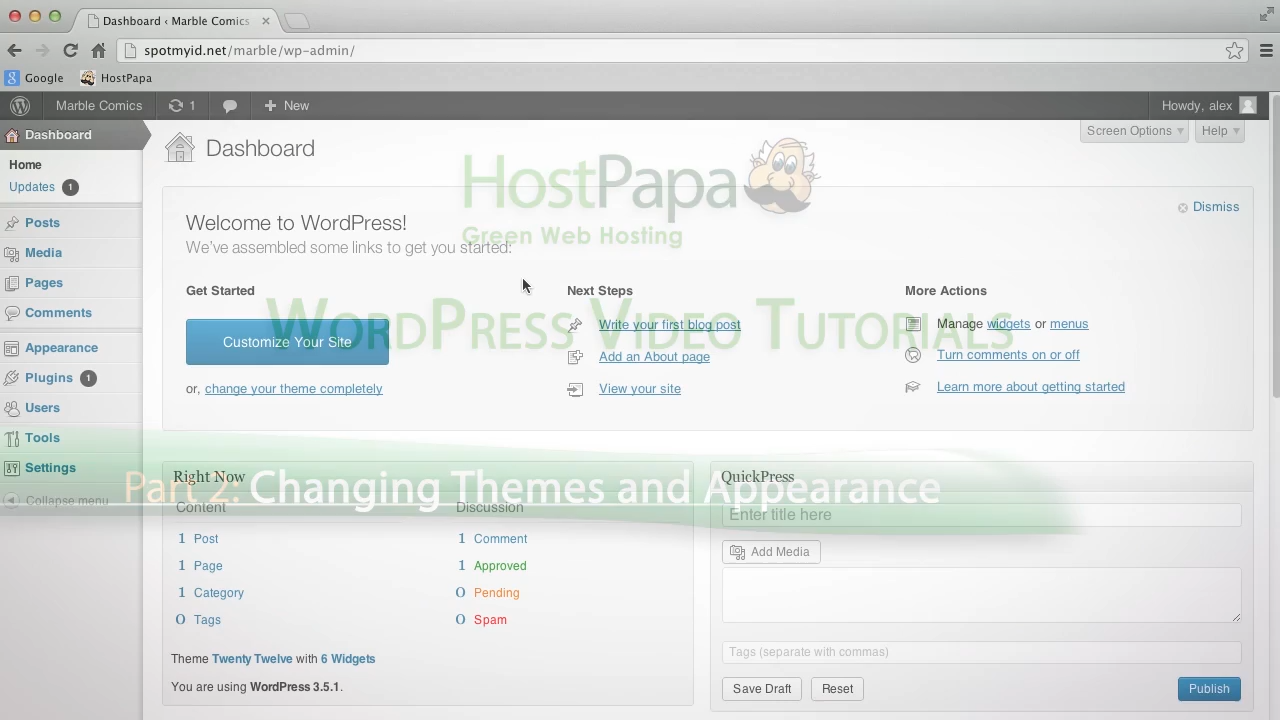 Dashboard ‹ Marble Comics
spotmyid.net/marble/wp-admin/
Google HostPapa
Marble Comics 1 New Howdy, alex
Dashboard
Home
Updates 1
Posts
Media
Pages
Comments
Appearance
Plugins 1
Users
Tools
Settings
Collapse menu
Dashboard
Screen Options Help
HostPapa
Green Web Hosting
Welcome to WordPress!
Dismiss
We've assembled some links to get you started:
Get Started
Customize Your Site
or, change your theme completely
Next Steps
Write your first blog post
Add an About page
View your site
More Actions
Manage widgets or menus
Turn comments on or off
Learn more about getting started
WordPress Video Tutorials
Part 2: Changing Themes and Appearance
Right Now
Content
1 Post
1 Page
1 Category
0 Tags
Discussion
1 Comment
1 Approved
0 Pending
0 Spam
Theme Twenty Twelve with 6 Widgets
You are using WordPress 3.5.1.
QuickPress
Enter title here
Add Media
Tags (separate with commas)
Save Draft Reset Publish